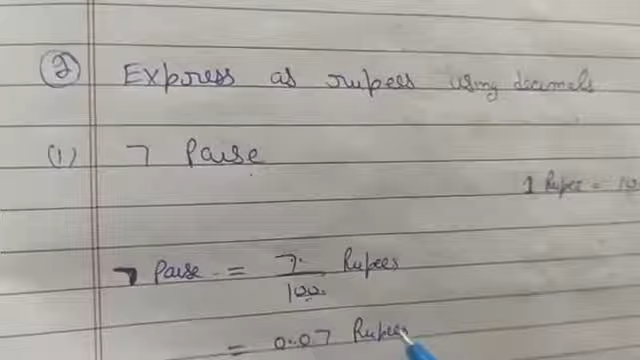 2 Express as rupees using decimals
(1) 7 Paise
1 Rupee = 10
7 Paise = 7/100 Rupees
= 0.07 Rupees